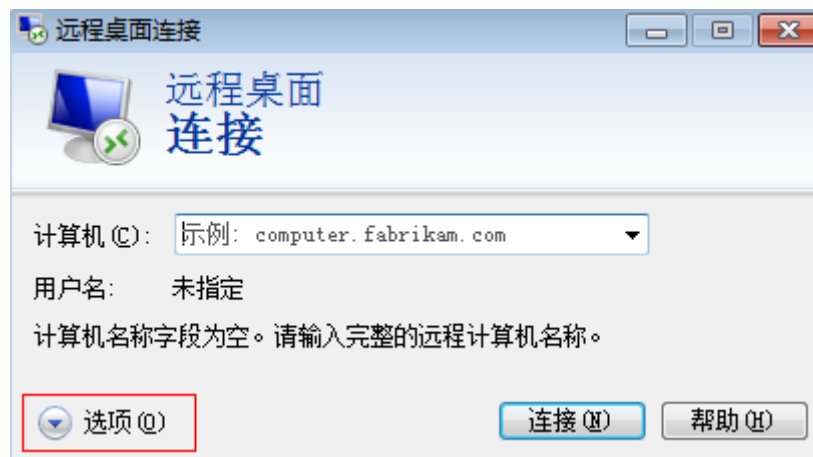 远程桌面连接
远程桌面
连接
计算机(C): 示例: computer.fabrikam.com
用户名: 未指定
计算机名称字段为空。请输入完整的远程计算机名称。
选项(O) 连接(N) 帮助(H)